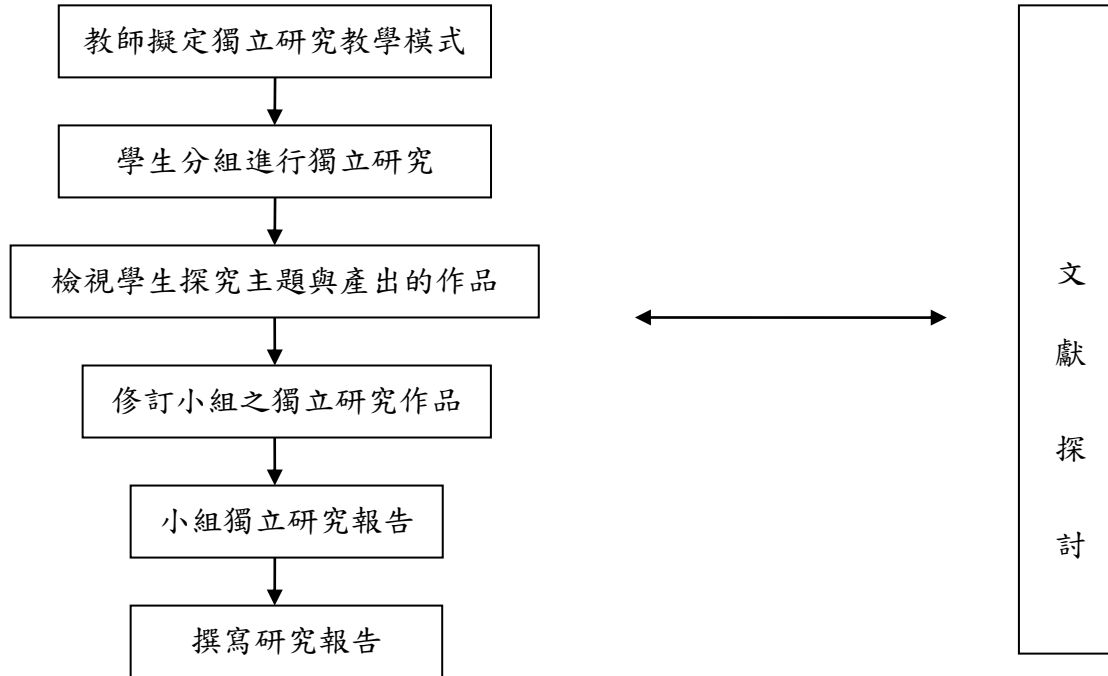 教師擬定獨立研究教學模式
學生分組進行獨立研究
檢視學生探究主題與產出的作品
修訂小組之獨立研究作品
小組獨立研究報告
撰寫研究報告
文獻探討